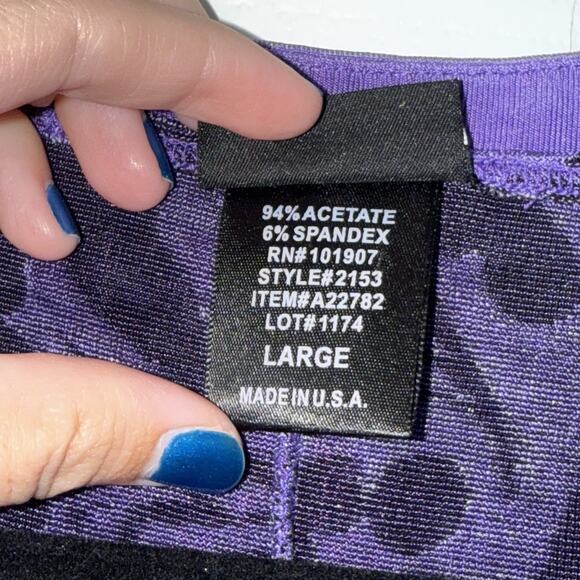 94% ACETATE
6% SPANDEX
RN#101907
STYLE#2153
ITEM#A22782
LOT#1174
LARGE
MADE IN U.S.A.